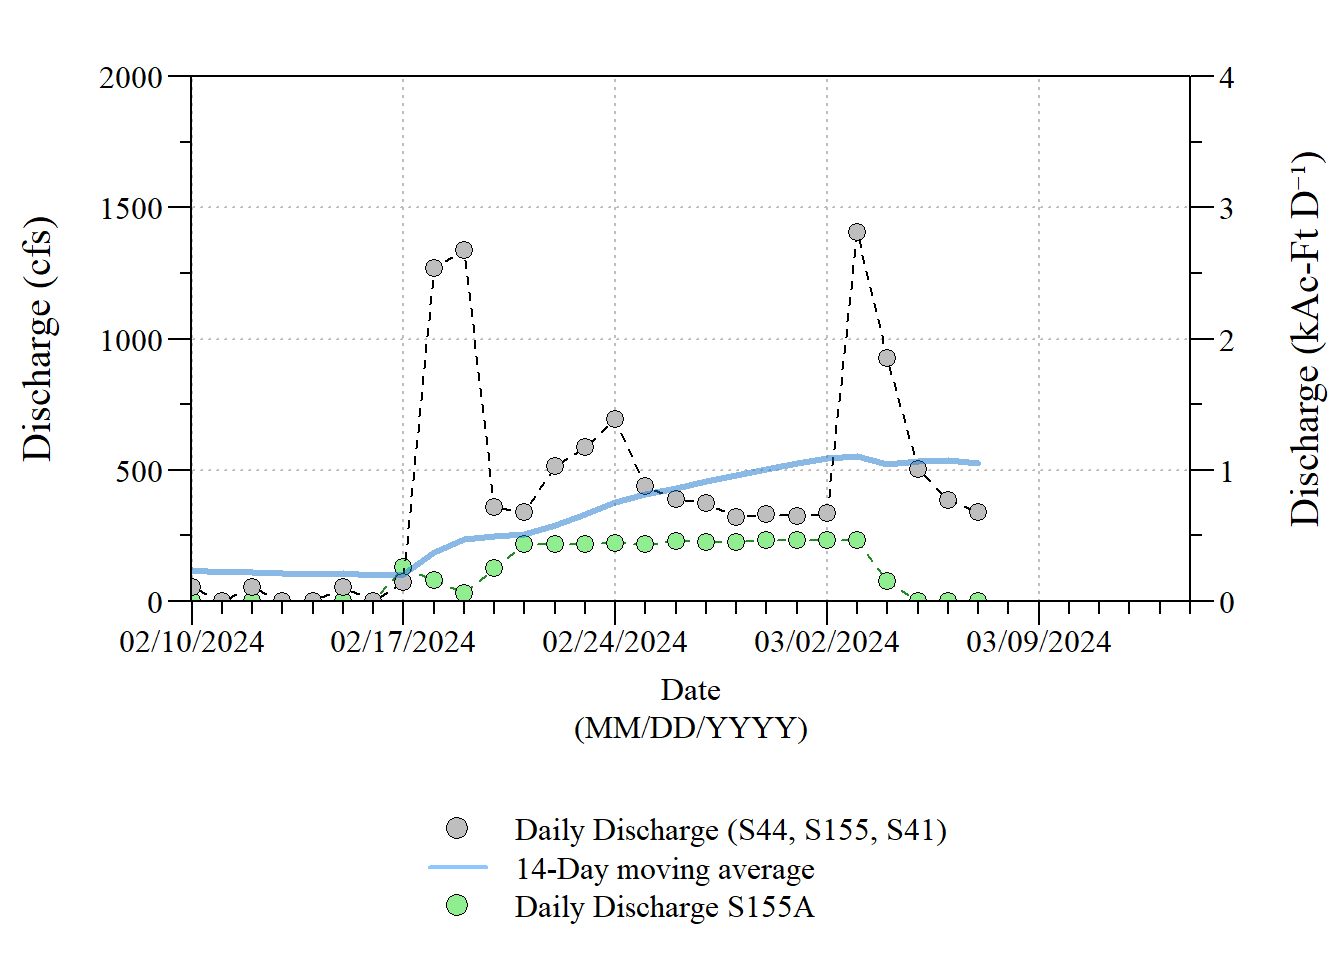 2000
1500
1000
500
0
Discharge (cfs)
4
3
2
1
0
Discharge (kAc-Ft D⁻¹)
02/10/2024
02/17/2024
02/24/2024
03/02/2024
03/09/2024
Date
(MM/DD/YYYY)
Daily Discharge (S44, S155, S41)
14-Day moving average
Daily Discharge S155A